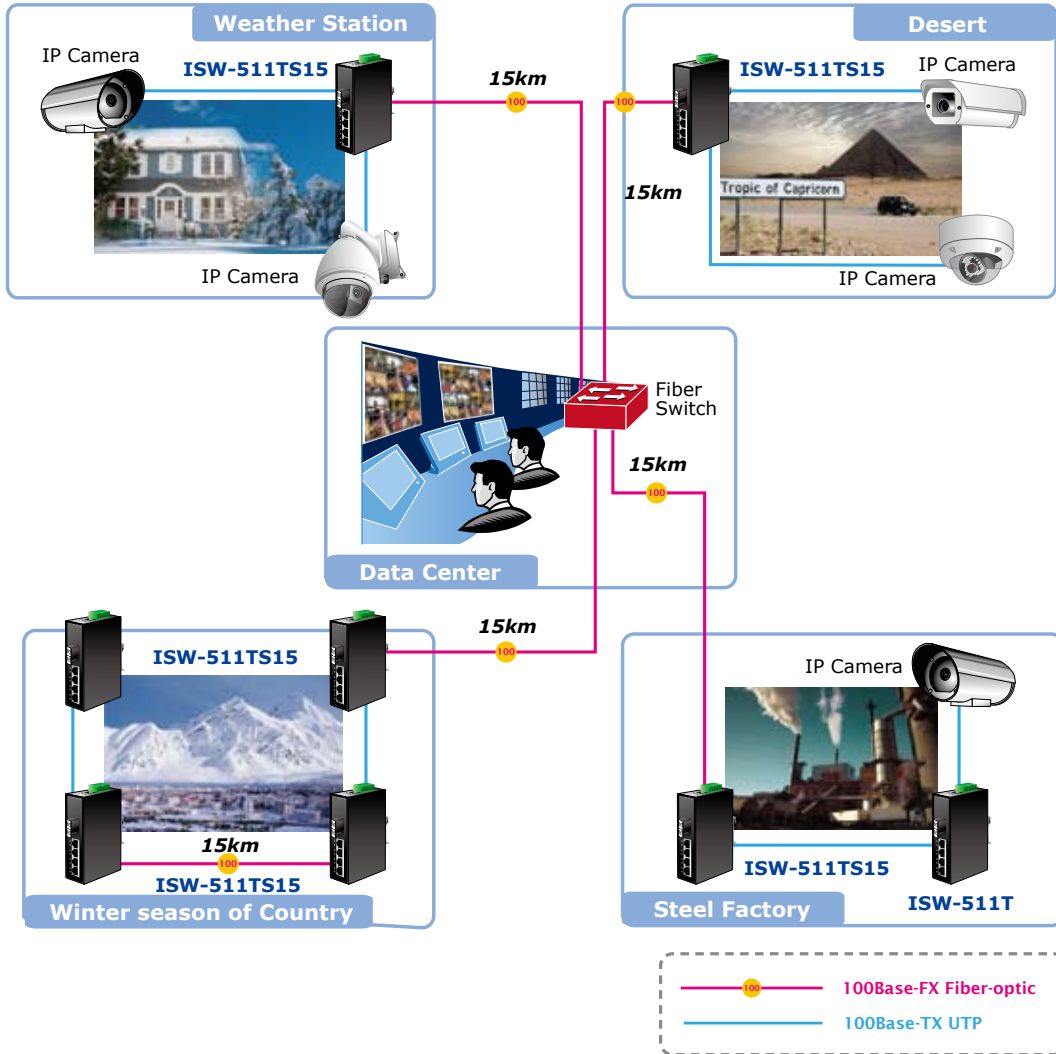 Weather Station
IP Camera
ISW-511TS15
15km
100
IP Camera
Desert
ISW-511TS15
IP Camera
100
15km
Tropic of Capricorn
IP Camera
Fiber
Switch
15km
100
Data Center
15km
100
ISW-511TS15
15km
100
ISW-511TS15
Winter season of Country
IP Camera
ISW-511TS15
ISW-511T
Steel Factory
100
100Base-FX Fiber-optic
100Base-TX UTP